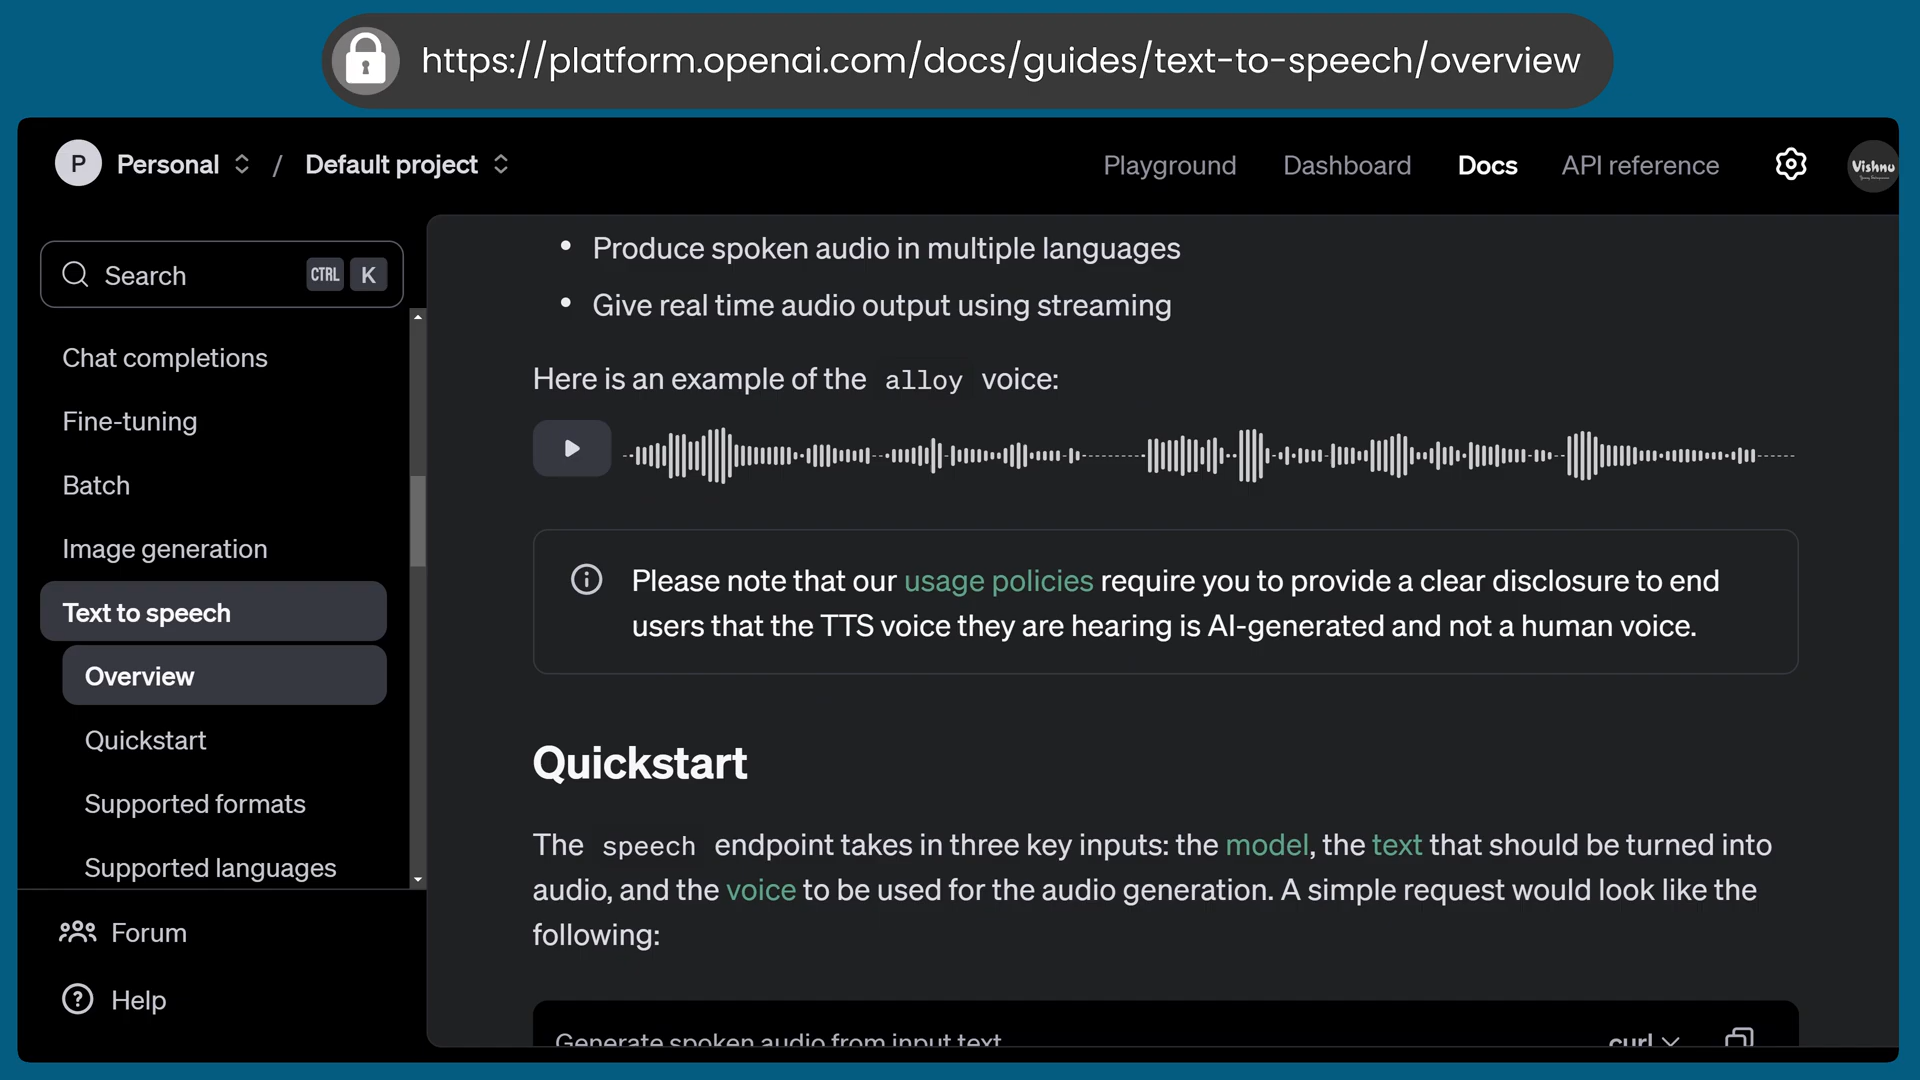 https://platform.openai.com/docs/guides/text-to-speech/overview
P Personal / Default project
Playground Dashboard Docs API reference
Vishnu
Search CTRL K
Chat completions
Fine-tuning
Batch
Image generation
Text to speech
Overview
Quickstart
Supported formats
Supported languages
Forum
Help
• Produce spoken audio in multiple languages
• Give real time audio output using streaming
Here is an example of the alloy voice:
Please note that our usage policies require you to provide a clear disclosure to end
users that the TTS voice they are hearing is AI-generated and not a human voice.
Quickstart
The speech endpoint takes in three key inputs: the model, the text that should be turned into
audio, and the voice to be used for the audio generation. A simple request would look like the
following:
Generate spoken audio from input text
curl